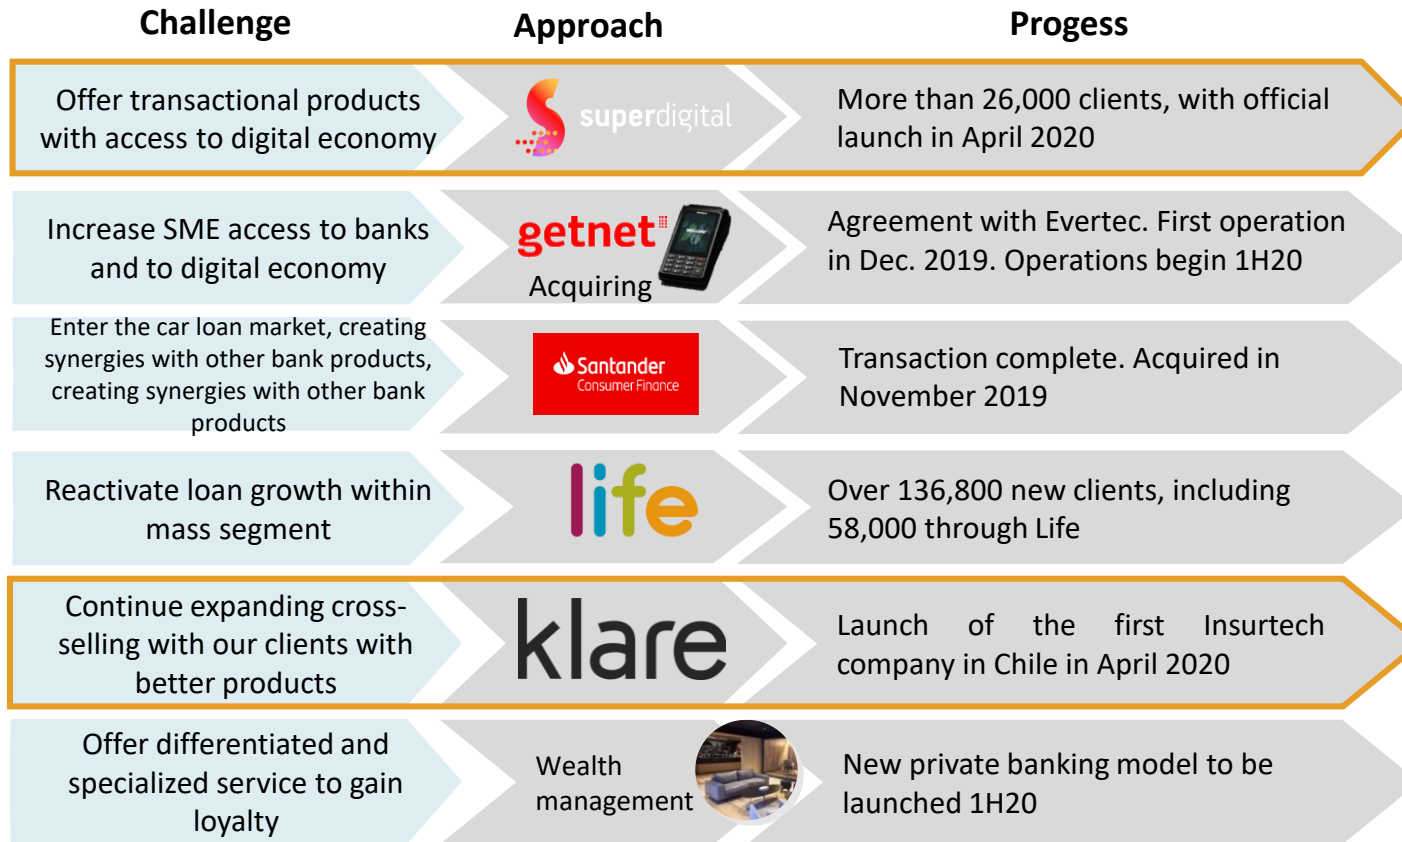 Challenge
Approach
Progess
Offer transactional products
with access to digital economy
superdigital
More than 26,000 clients, with official
launch in April 2020
Increase SME access to banks
and to digital economy
getnet
Acquiring
Agreement with Evertec. First operation
in Dec. 2019. Operations begin 1H20
Enter the car loan market, creating
synergies with other bank products,
creating synergies with other bank
products
Santander
Consumer Finance
Transaction complete. Acquired in
November 2019
Reactivate loan growth within
mass segment
life
Over 136,800 new clients, including
58,000 through Life
Continue expanding cross-
selling with our clients with
better products
klare
Launch of the first Insurtech
company in Chile in April 2020
Offer differentiated and
specialized service to gain
loyalty
Wealth
management
New private banking model to be
launched 1H20